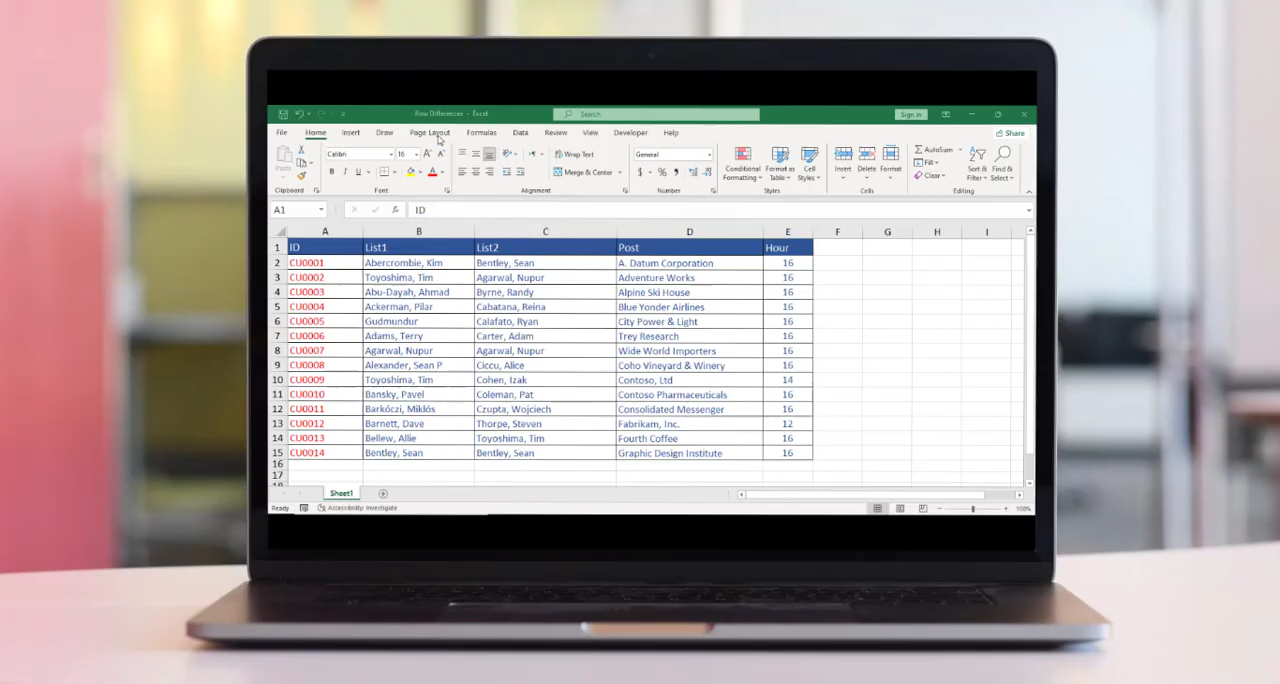 Row Differences - Excel
Search
Sign in
File Home Insert Draw Page Layout Formulas Data Review View Developer Help
Share
Paste
Calibri 16
B I U
A A
Wrap Text
Merge & Center
General
$ % ,
Conditional Formatting
Format as Table
Cell Styles
Insert Delete Format
AutoSum
Fill
Clear
Sort & Filter
Find & Select
Clipboard Font Alignment Number Styles Cells Editing
A1 fx ID
A B C D E F G H I
1 ID List1 List2 Post Hour
2 CU0001 Abercrombie, Kim Bentley, Sean A. Datum Corporation 16
3 CU0002 Toyoshima, Tim Agarwal, Nupur Adventure Works 16
4 CU0003 Abu-Dayah, Ahmad Byrne, Randy Alpine Ski House 16
5 CU0004 Ackerman, Pilar Cabatana, Reina Blue Yonder Airlines 16
6 CU0005 Gudmundur Calafato, Ryan City Power & Light 16
7 CU0006 Adams, Terry Carter, Adam Trey Research 16
8 CU0007 Agarwal, Nupur Agarwal, Nupur Wide World Importers 16
9 CU0008 Alexander, Sean P Ciccu, Alice Coho Vineyard & Winery 16
10 CU0009 Toyoshima, Tim Cohen, Izak Contoso, Ltd 14
11 CU0010 Bansky, Pavel Coleman, Pat Contoso Pharmaceuticals 16
12 CU0011 Barkóczi, Miklós Czupta, Wojciech Consolidated Messenger 16
13 CU0012 Barnett, Dave Thorpe, Steven Fabrikam, Inc. 12
14 CU0013 Bellew, Allie Toyoshima, Tim Fourth Coffee 16
15 CU0014 Bentley, Sean Bentley, Sean Graphic Design Institute 16
16
17
18
Sheet1
Ready Accessibility: Investigate 100%